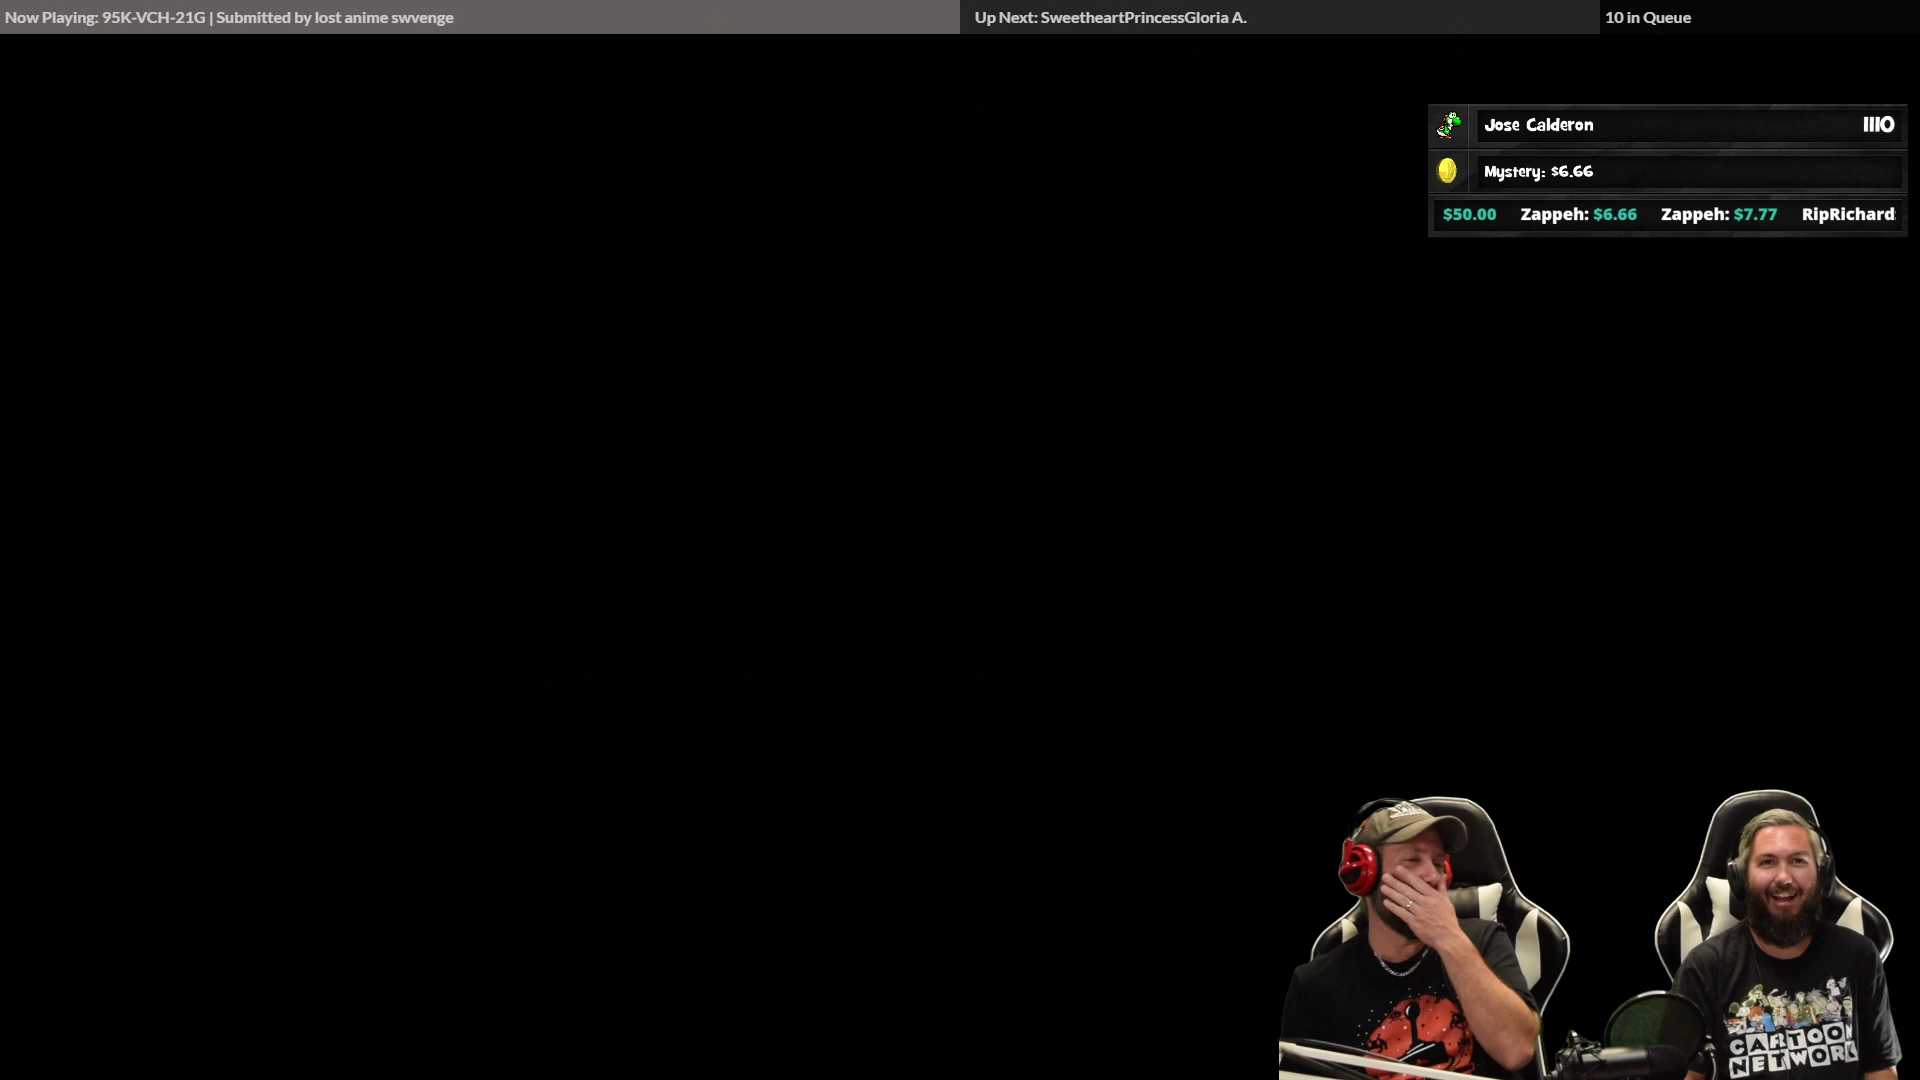 Now Playing: 95K-VCH-21G | Submitted by lost anime swvenge
Up Next: SweetheartPrincessGloria A.
10 in Queue
Jose Calderon 1110
Mystery: $6.66
$50.00 Zappeh: $6.66 Zappeh: $7.77 RipRichard
CARTOON
NETWORK